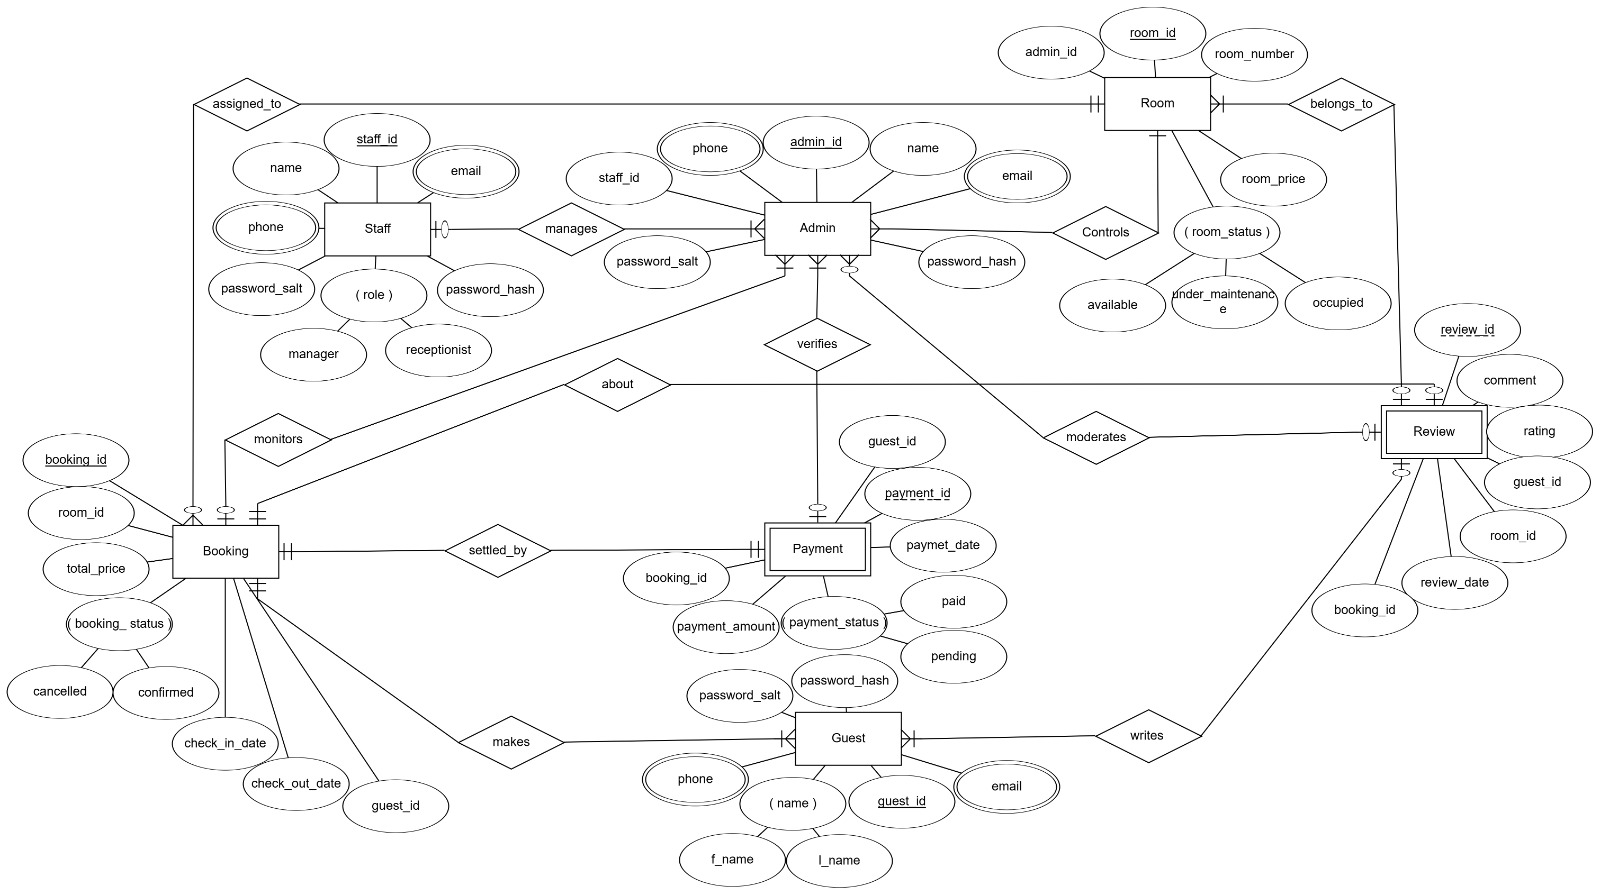 room_id
admin_id
room_number
assigned_to
Room
belongs_to
staff_id
name
email
phone
admin_id
name
email
staff_id
room_price
phone
Staff
manages
Admin
Controls
( room_status )
password_salt
( role )
password_hash
password_salt
password_hash
available
under_maintenanc
e
occupied
manager
receptionist
verifies
review_id
about
comment
monitors
guest_id
moderates
Review
rating
booking_id
payment_id
guest_id
room_id
room_id
Booking
settled_by
Payment
paymet_date
total_price
booking_id
review_date
booking_id
( booking_ status )
payment_amount
( payment_status )
paid
pending
cancelled
confirmed
password_salt
password_hash
check_in_date
makes
Guest
writes
check_out_date
phone
guest_id
( name )
guest_id
email
f_name
l_name